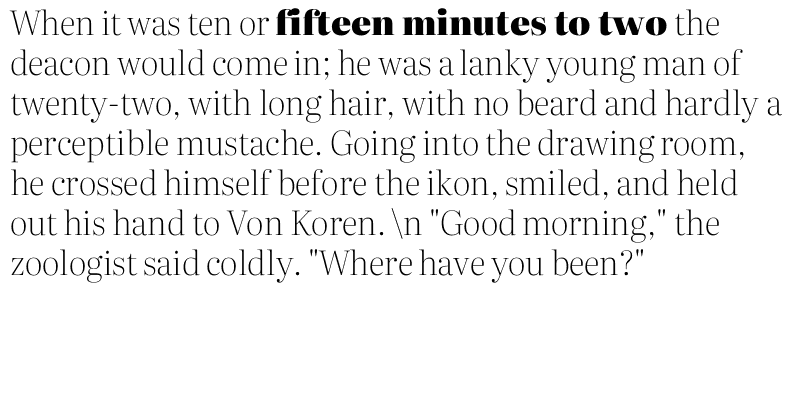 When it was ten or fifteen minutes to two the
deacon would come in; he was a lanky young man of
twenty-two, with long hair, with no beard and hardly a
perceptible mustache. Going into the drawing room,
he crossed himself before the ikon, smiled, and held
out his hand to Von Koren. \n "Good morning," the
zoologist said coldly. "Where have you been?"